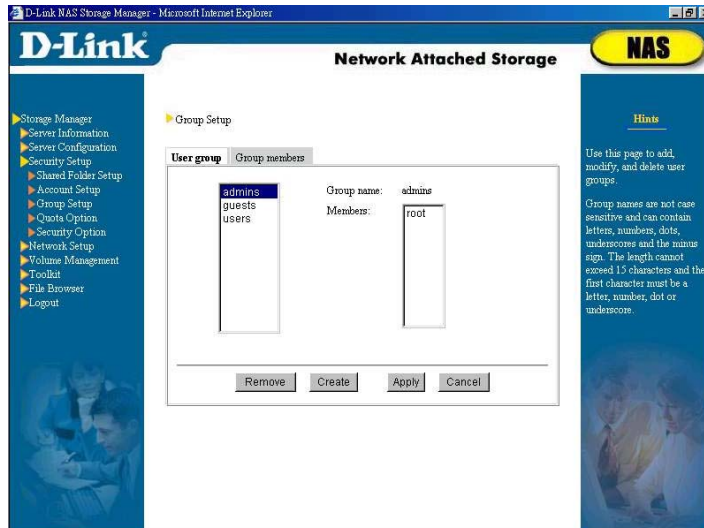 D-Link NAS Storage Manager - Microsoft Internet Explorer
D-Link
Network Attached Storage
NAS
Storage Manager
Server Information
Server Configuration
Security Setup
Shared Folder Setup
Account Setup
Group Setup
Quota Option
Security Option
Network Setup
Volume Management
Toolkit
File Browser
Logout
Group Setup
User group
Group members
admins
guests
users
Group name: admins
Members:
root
Remove
Create
Apply
Cancel
Hints
Use this page to add,
modify, and delete user
groups.
Group names are not case
sensitive and can contain
letters, numbers, dots,
underscores and the minus
sign. The length cannot
exceed 15 characters and the
first character must be a
letter, number, dot or
underscore.